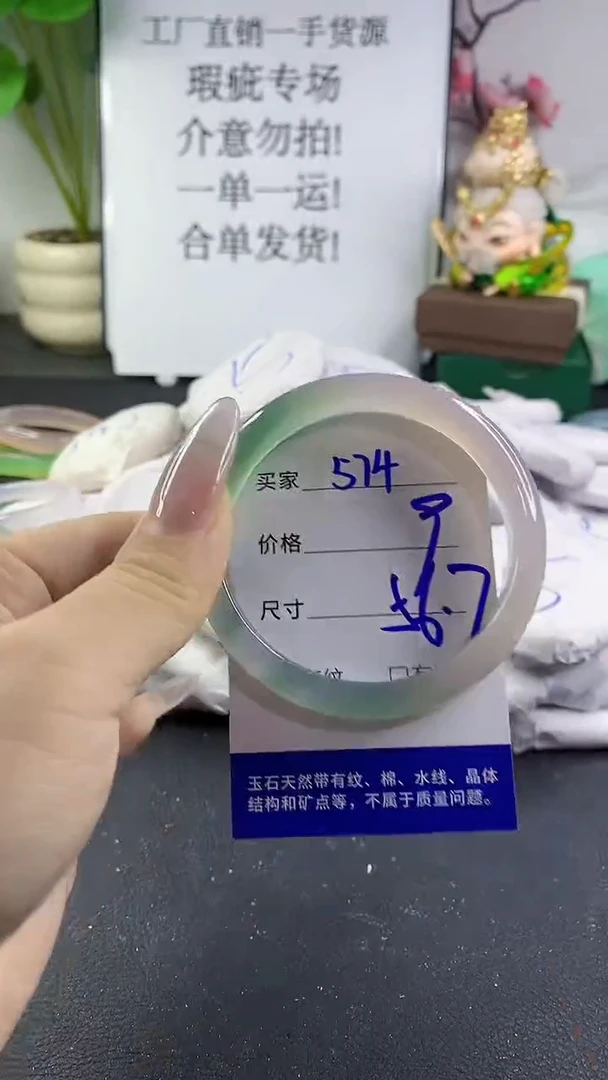 工厂直销一手货源
瑕疵专场
介意勿拍!
一单一运!
合单发货!
买家 574
价格
尺寸 56.7
玉石天然带有纹、棉、水线、晶体
结构和矿点等，不属于质量问题。